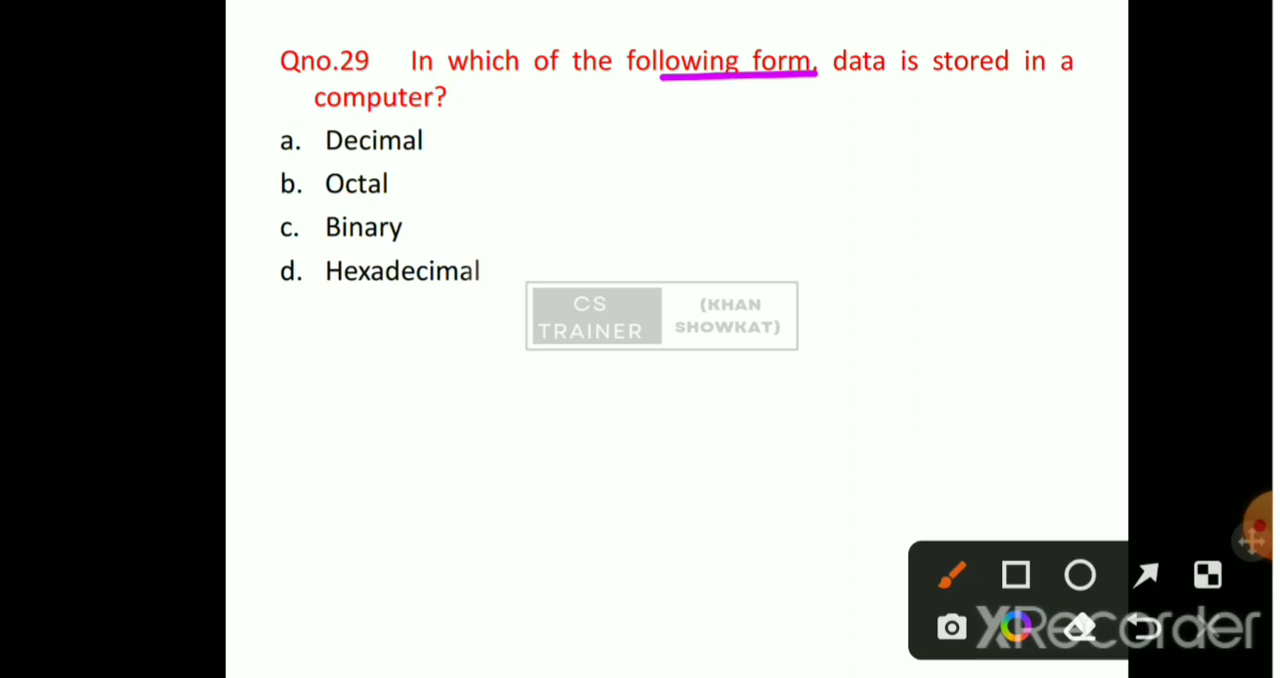 Qno.29 In which of the following form, data is stored in a
computer?
a. Decimal
b. Octal
c. Binary
d. Hexadecimal
CS (KHAN
TRAINER SHOWKAT)
XRecorder